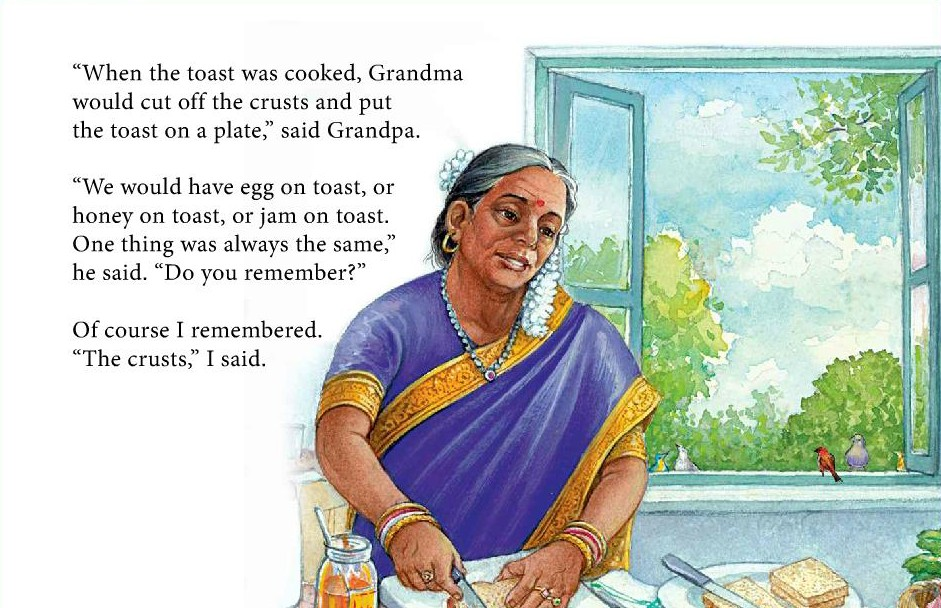 “When the toast was cooked, Grandma
would cut off the crusts and put
the toast on a plate,” said Grandpa.
“We would have egg on toast, or
honey on toast, or jam on toast.
One thing was always the same,”
he said. “Do you remember?”
Of course I remembered.
“The crusts,” I said.